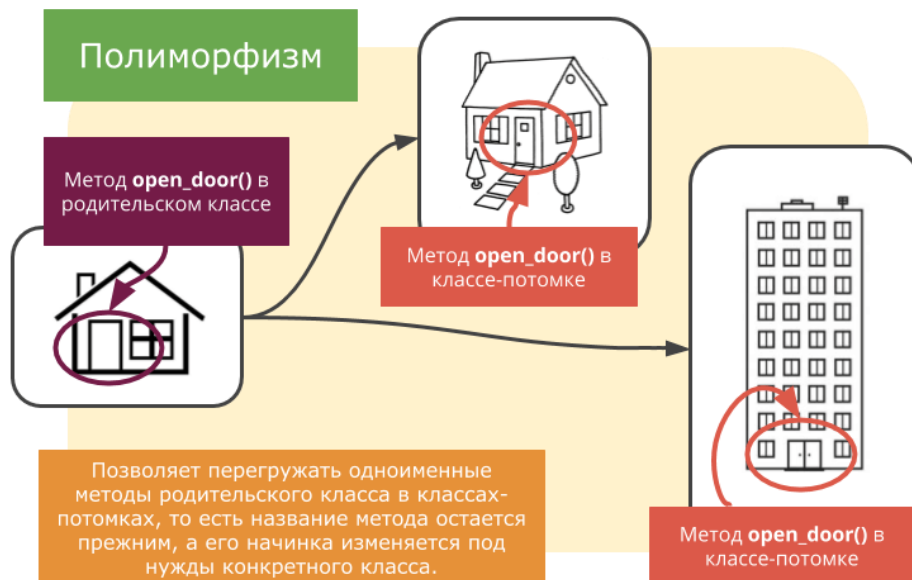 Полиморфизм
Метод open_door() в
родительском классе
Метод open_door() в
классе-потомке
Позволяет перегружать одноименные
методы родительского класса в классах-
потомках, то есть название метода остается
прежним, а его начинка изменяется под
нужды конкретного класса.
Метод open_door() в
классе-потомке